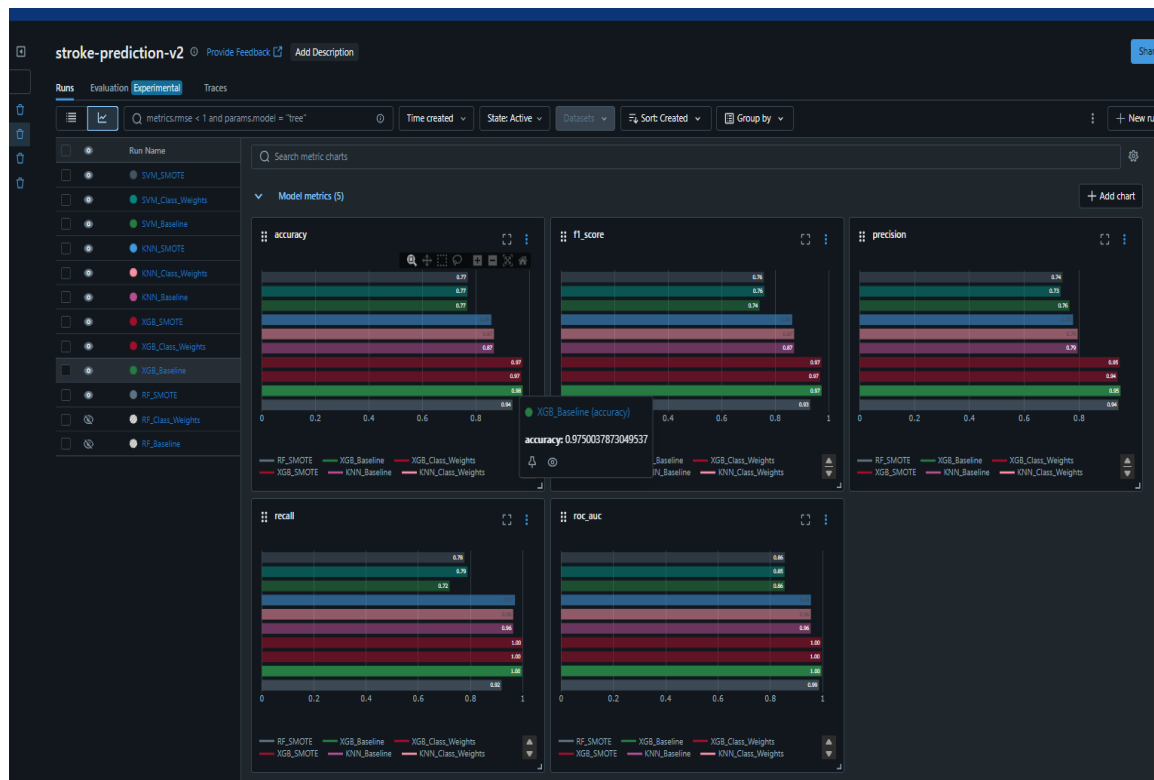 stroke-prediction-v2 Provide Feedback Add Description
Runs Evaluation Experimental Traces
metrics.rmse < 1 and params.model = "tree" Time created State: Active Datasets Sort: Created Group by + New
Run Name
Search metric charts
SVM_SMOTE
SVM_Class_Weights
SVM_Baseline
KNN_SMOTE
KNN_Class_Weights
KNN_Baseline
XGB_SMOTE
XGB_Class_Weights
XGB_Baseline
RF_SMOTE
RF_Class_Weights
RF_Baseline
Model metrics (5) + Add chart
accuracy
0.77
0.77
0.77
0.87
0.97
0.97
0.98
0.94
0 0.2 0.4 0.6 0.8
RF_SMOTE XGB_Baseline XGB_Class_Weights
XGB_SMOTE KNN_Baseline KNN_Class_Weights
XGB_Baseline (accuracy)
accuracy: 0.9750037873049537
f1_score
0.76
0.76
0.74
0.87
0.97
0.97
0.97
0.93
0.4 0.6 0.8 1
_Baseline XGB_Class_Weights
N_Baseline KNN_Class_Weights
precision
0.74
0.73
0.76
0.79
0.95
0.94
0.95
0.94
0 0.2 0.4 0.6 0.8
RF_SMOTE XGB_Baseline XGB_Class_Weights
XGB_SMOTE KNN_Baseline KNN_Class_Weights
recall
0.78
0.79
0.72
0.96
1.00
1.00
1.00
0.92
0 0.2 0.4 0.6 0.8 1
RF_SMOTE XGB_Baseline XGB_Class_Weights
XGB_SMOTE KNN_Baseline KNN_Class_Weights
roc_auc
0.86
0.85
0.86
0.96
1.00
1.00
1.00
0.99
0 0.2 0.4 0.6 0.8 1
RF_SMOTE XGB_Baseline XGB_Class_Weights
XGB_SMOTE KNN_Baseline KNN_Class_Weights